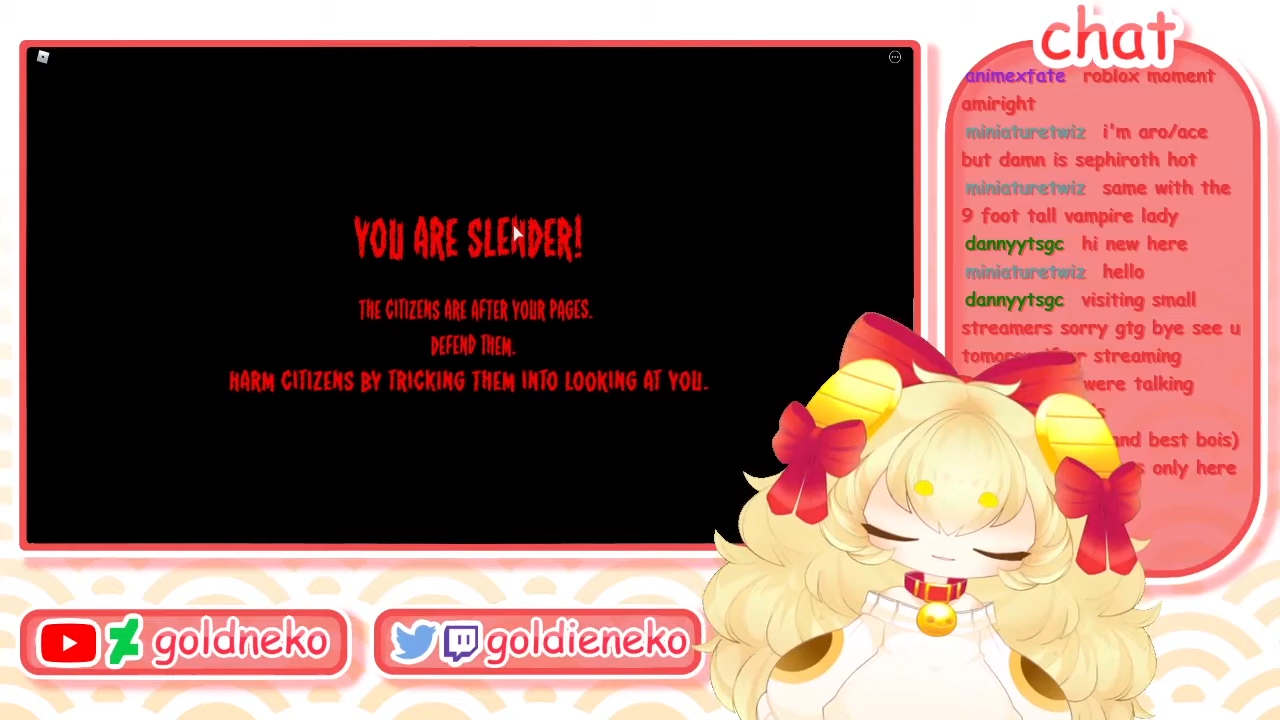 chat
animexfate roblox moment
amiright
miniaturetwiz i'm aro/ace
but damn is sephiroth hot
miniaturetwiz same with the
9 foot tall vampire lady
dannyytsgc hi new here
miniaturetwiz hello
dannyytsgc visiting small
streamers sorry gtg bye see u
streaming
were talking
and best bois)
only here
YOU ARE SLENDER!
THE CITIZENS ARE AFTER YOUR PAGES.
DEFEND THEM.
HARM CITIZENS BY TRICKING THEM INTO LOOKING AT YOU.
goldneko
goldieneko